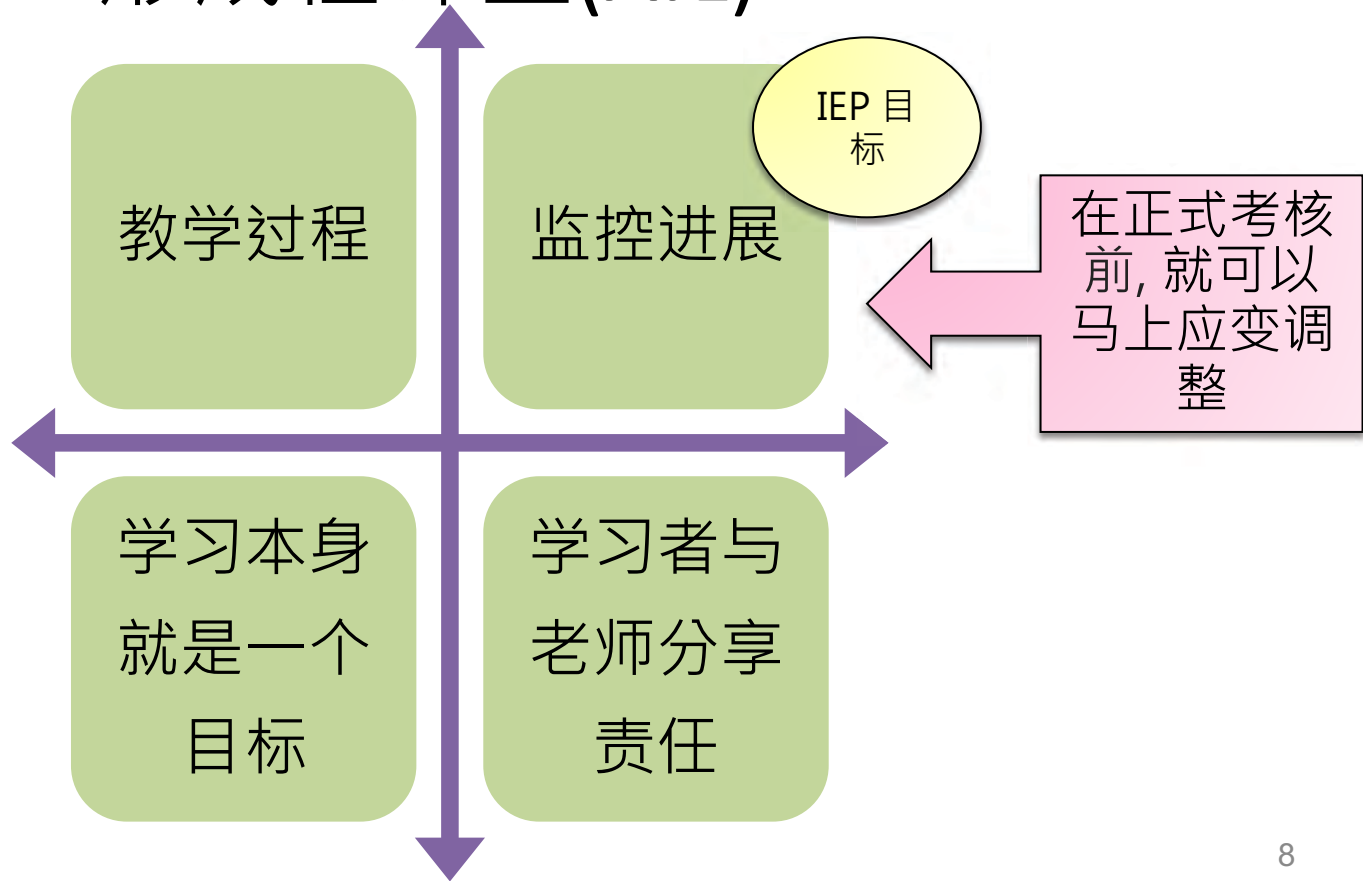 教学过程
监控进展
IEP 目
标
在正式考核
前, 就可以
马上应变调
整
学习本身
就是一个
目标
学习者与
老师分享
责任
8